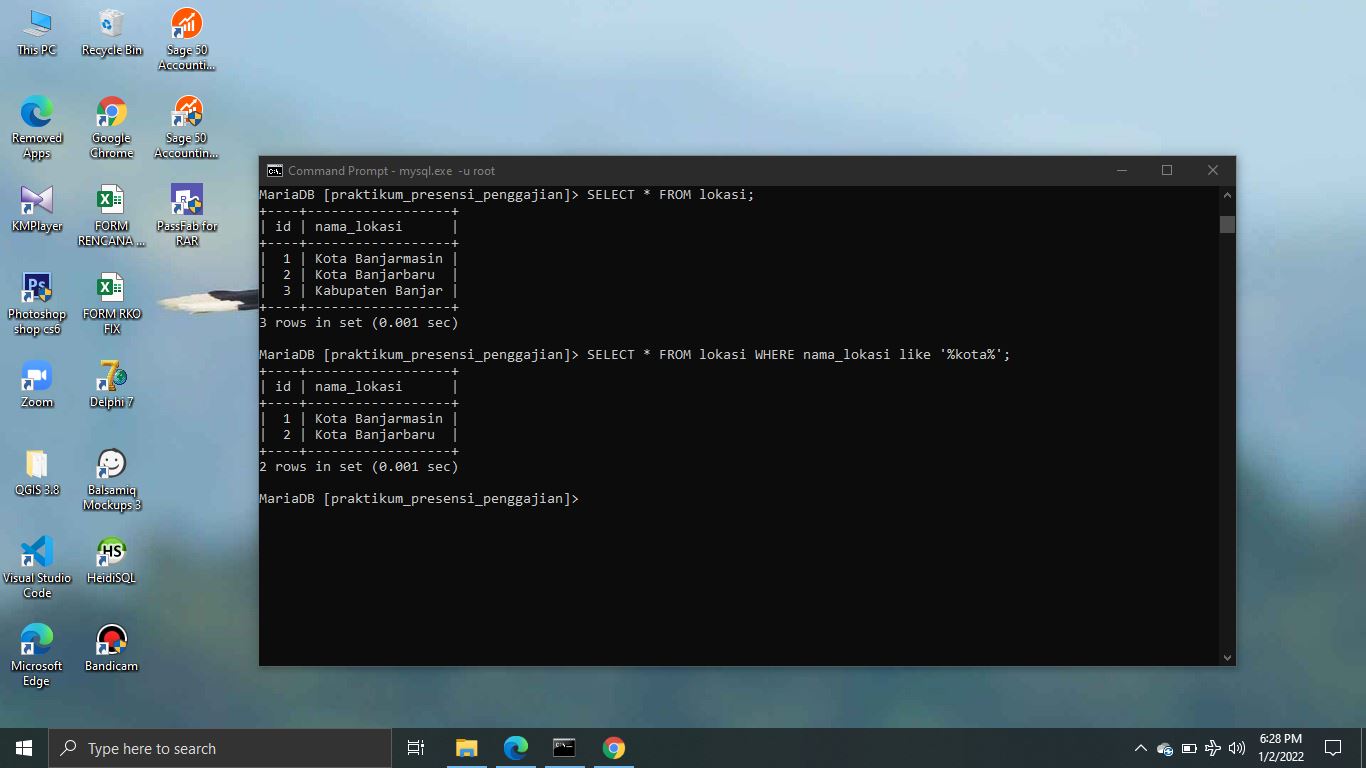 This PC
Recycle Bin
Sage 50
Accounti...
Removed
Apps
Google
Chrome
Sage 50
Accountin...
KMPlayer
FORM
RENCANA ...
PassFab for
RAR
Ps
Photoshop
shop cs6
FORM RKO
FIX
Zoom
7
Delphi 7
QGIS 3.8
Balsamiq
Mockups 3
Visual Studio
Code
HS
HeidiSQL
Microsoft
Edge
Bandicam
Command Prompt - mysql.exe  -u root
MariaDB [praktikum_presensi_penggajian]> SELECT * FROM lokasi;
+----+------------------+
| id | nama_lokasi      |
+----+------------------+
|  1 | Kota Banjarmasin |
|  2 | Kota Banjarbaru  |
|  3 | Kabupaten Banjar |
+----+------------------+
3 rows in set (0.001 sec)
MariaDB [praktikum_presensi_penggajian]> SELECT * FROM lokasi WHERE nama_lokasi like '%kota%';
+----+------------------+
| id | nama_lokasi      |
+----+------------------+
|  1 | Kota Banjarmasin |
|  2 | Kota Banjarbaru  |
+----+------------------+
2 rows in set (0.001 sec)
MariaDB [praktikum_presensi_penggajian]>
Type here to search
6:28 PM
1/2/2022